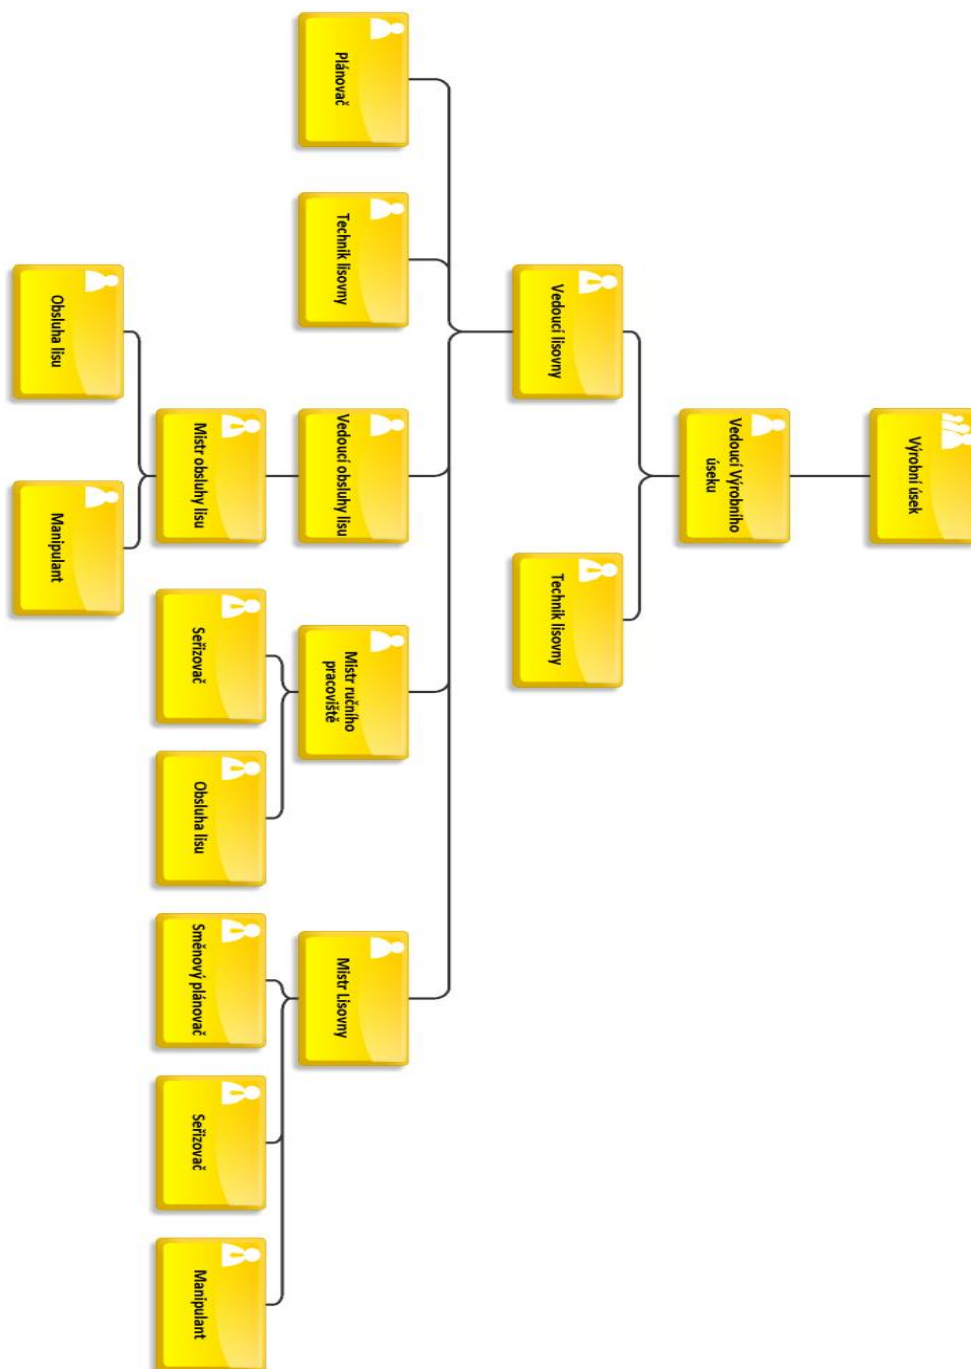 Výrobní úsek
Vedoucí Výrobního
úseku
Vedoucí lisovny
Technik lisovny
Plánovač
Technik lisovny
Vedoucí obsluhy lisu
Mistr ručního
pracoviště
Mistr Lisovny
Mistr obsluhy lisu
Seřizovač
Obsluha lisu
Směnový plánovač
Seřizovač
Manipulant
Obsluha lisu
Manipulant